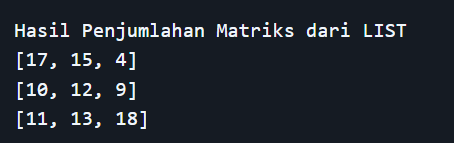 Hasil Penjumlahan Matriks dari LIST
[17, 15, 4]
[10, 12, 9]
[11, 13, 18]